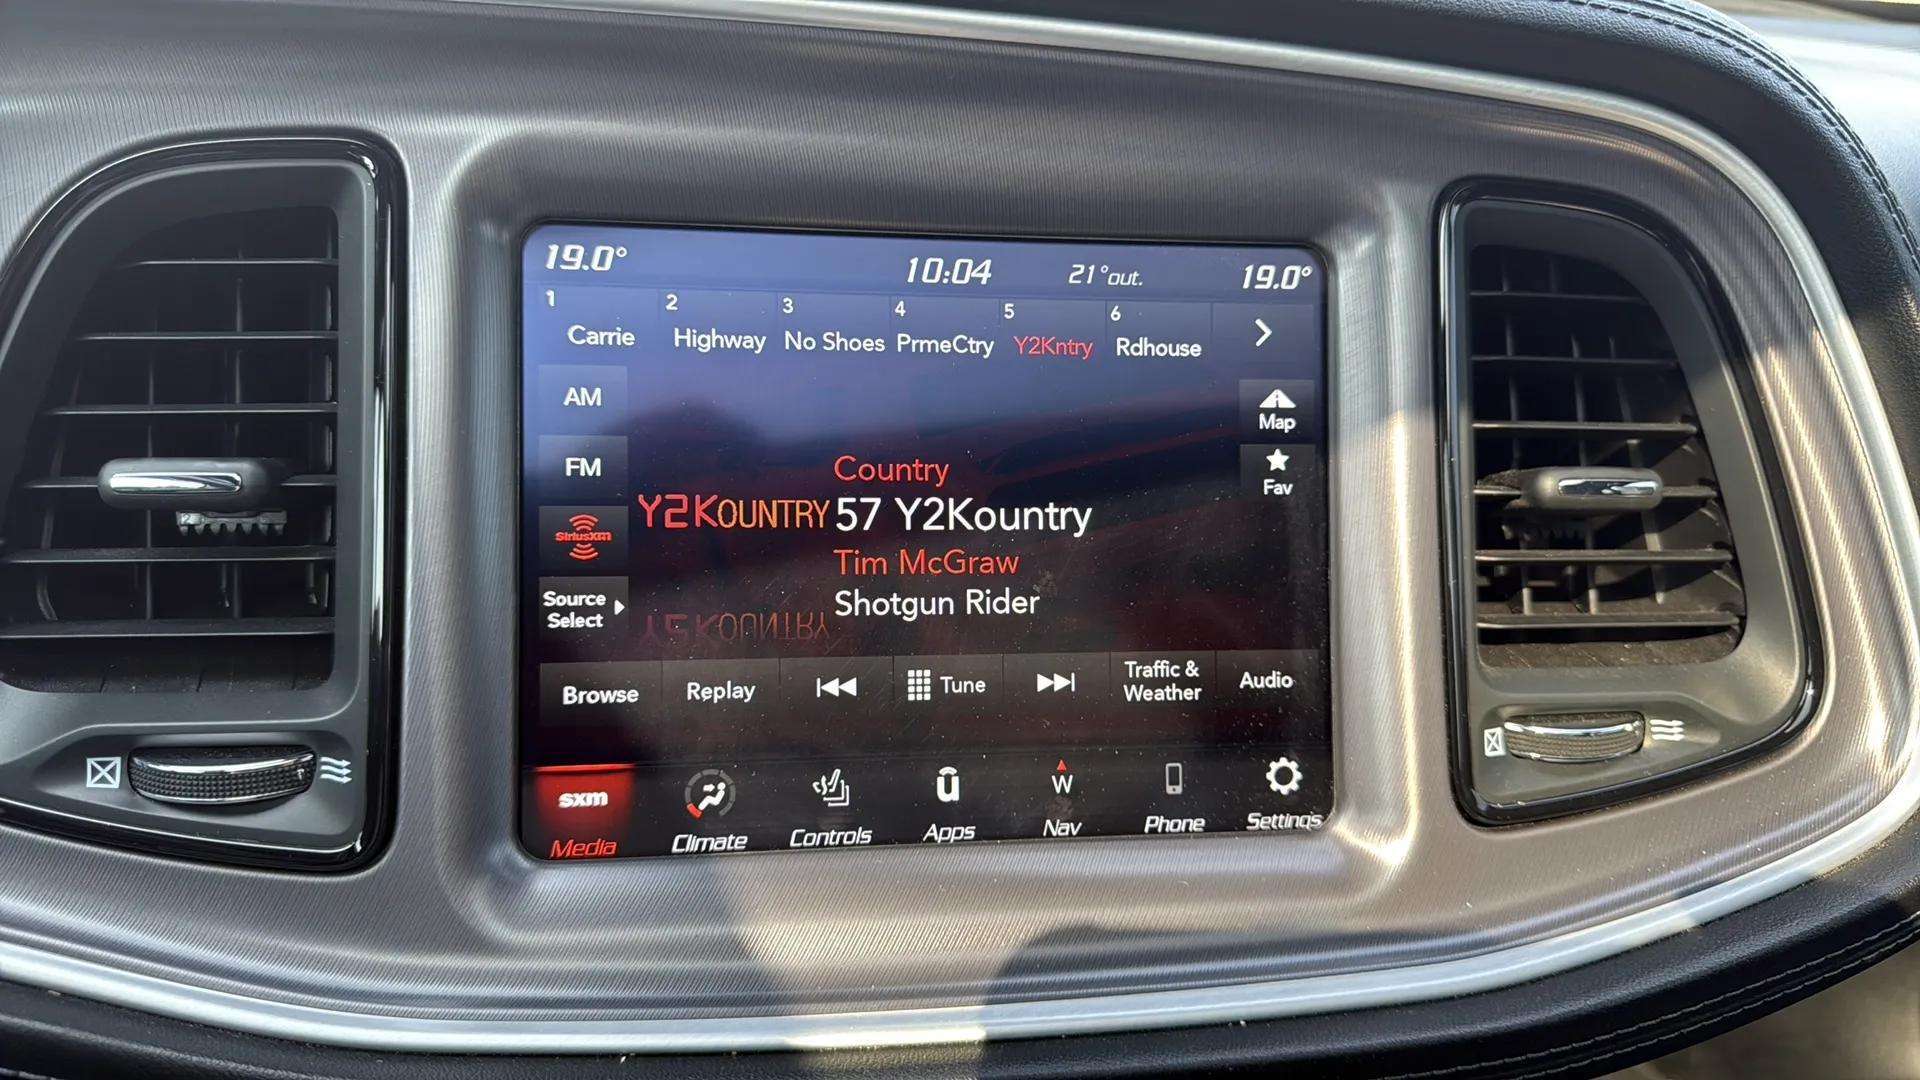 19.0° 10:04 21°out. 19.0°
1 2 3 4 5 6
Carrie Highway No Shoes PrmeCtry Y2Kntry Rdhouse
AM
Map
FM
Fav
Country
Y2KOUNTRY 57 Y2Kountry
SiriusXM
Tim McGraw
Source
Select
Shotgun Rider
Browse Replay Tune Traffic &
Weather Audio
sxm W
Media Climate Controls Apps Nav Phone Settings